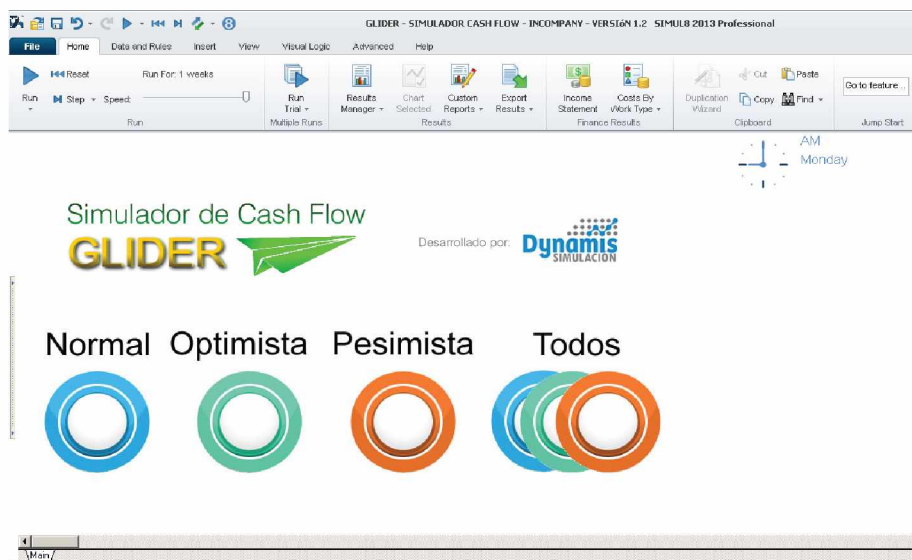 GLIDER - SIMULADOR CASH FLOW - INCOMPANY - VERSIóN 1.2 SIMUL8 2013 Professional
File Home Data and Rules Insert View Visual Logic Advanced Help
Reset Run For: 1 weeks
Run Step Speed:
Run
Run Trial
Multiple Runs
Results Manager
Chart Selected
Custom Reports
Export Results
Results
Income Statement
Costs By Work Type
Finance Results
Duplication Wizard
Cut Paste
Copy Find
Clipboard
Go to feature...
Jump Start
AM
Monday
Simulador de Cash Flow
GLIDER
Desarrollado por:
Dynamis
SIMULACION
Normal Optimista Pesimista Todos
Main